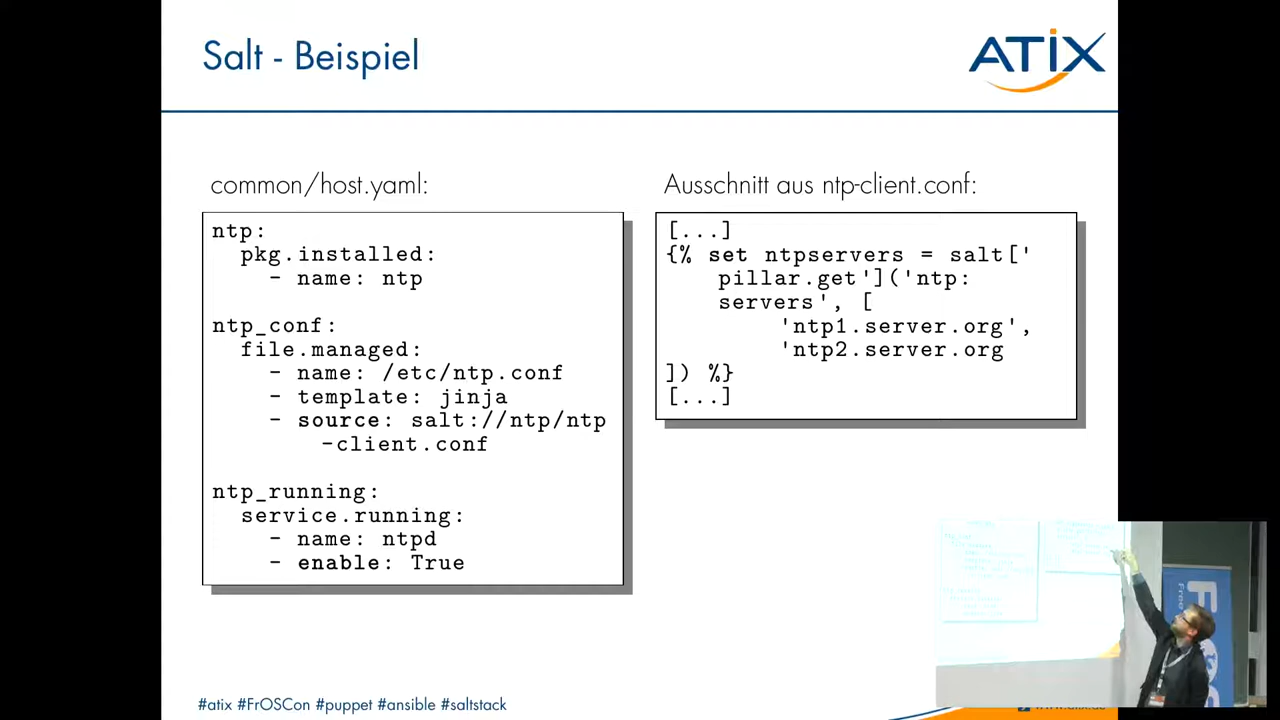 Salt - Beispiel
ATIX
common/host.yaml:
ntp:
  pkg.installed:
    - name: ntp
ntp_conf:
  file.managed:
    - name: /etc/ntp.conf
    - template: jinja
    - source: salt://ntp/ntp
        -client.conf
ntp_running:
  service.running:
    - name: ntpd
    - enable: True
Ausschnitt aus ntp-client.conf:
[...]
{% set ntpservers = salt['
    pillar.get']('ntp:
    servers', [
        'ntp1.server.org',
        'ntp2.server.org
]) %}
[...]
#atix #FrOSCon #puppet #ansible #saltstack